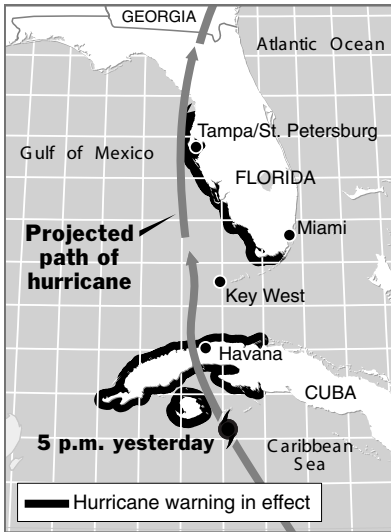 GEORGIA
Atlantic Ocean
Tampa/St. Petersburg
Gulf of Mexico
FLORIDA
Miami
Projected
path of
hurricane
Key West
Havana
CUBA
5 p.m. yesterday
Caribbean
Sea
Hurricane warning in effect